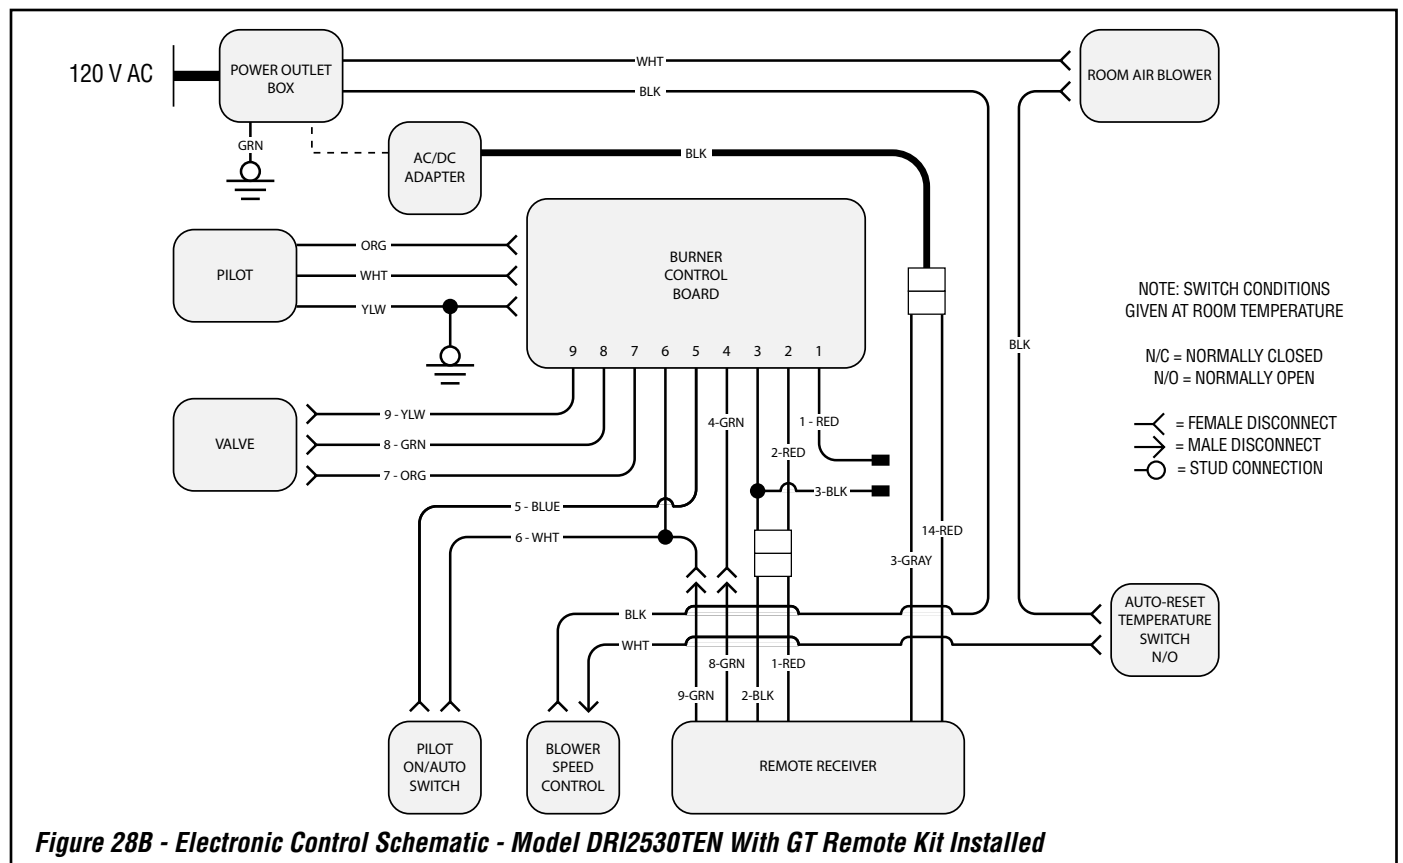 120 V AC
POWER OUTLET
BOX
WHT
BLK
ROOM AIR BLOWER
GRN
AC/DC
ADAPTER
BLK
PILOT
ORG
WHT
YLW
BURNER
CONTROL
BOARD
9 8 7 6 5 4 3 2 1
NOTE: SWITCH CONDITIONS
GIVEN AT ROOM TEMPERATURE
N/C = NORMALLY CLOSED
N/O = NORMALLY OPEN
= FEMALE DISCONNECT
= MALE DISCONNECT
= STUD CONNECTION
BLK
VALVE
9 - YLW
8 - GRN
7 - ORG
4-GRN
1 - RED
2-RED
3-BLK
5 - BLUE
6 - WHT
14-RED
3-GRAY
BLK
WHT
AUTO-RESET
TEMPERATURE
SWITCH
N/O
8-GRN
1-RED
9-GRN
2-BLK
PILOT
ON/AUTO
SWITCH
BLOWER
SPEED
CONTROL
REMOTE RECEIVER
Figure 28B - Electronic Control Schematic - Model DRI2530TEN With GT Remote Kit Installed